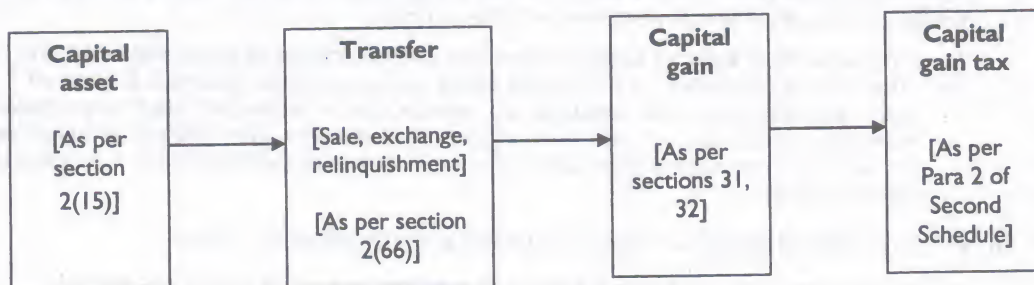 Capital
asset
[As per
section
2(15)]
Transfer
[Sale, exchange,
relinquishment]
[As per section
2(66)]
Capital
gain
[As per
sections 31,
32]
Capital
gain tax
[As per
Para 2 of
Second
Schedule]